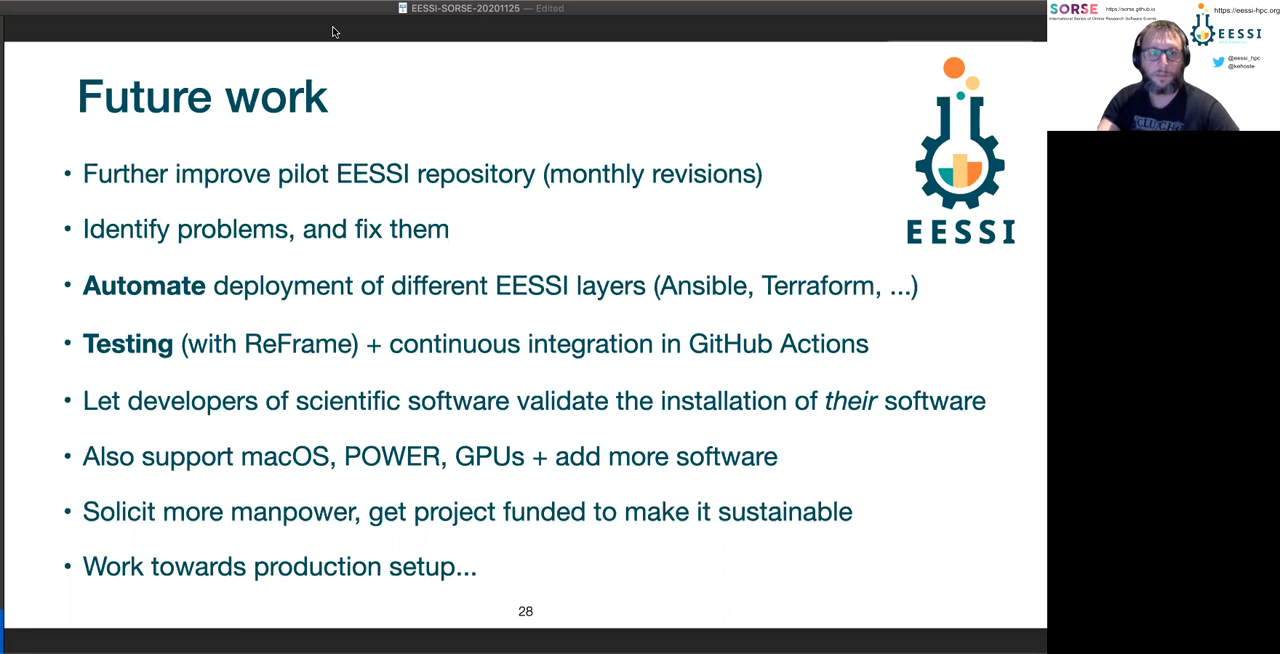 EESSI-SORSE-20201125 — Edited
Future work
EESSI
• Further improve pilot EESSI repository (monthly revisions)
• Identify problems, and fix them
• Automate deployment of different EESSI layers (Ansible, Terraform, ...)
• Testing (with ReFrame) + continuous integration in GitHub Actions
• Let developers of scientific software validate the installation of their software
• Also support macOS, POWER, GPUs + add more software
• Solicit more manpower, get project funded to make it sustainable
• Work towards production setup...
28
SORSE https://sorse.github.io
International Series of Online Research Software Events
https://eessi-hpc.org
EESSI
@eessi_hpc
@kehoste